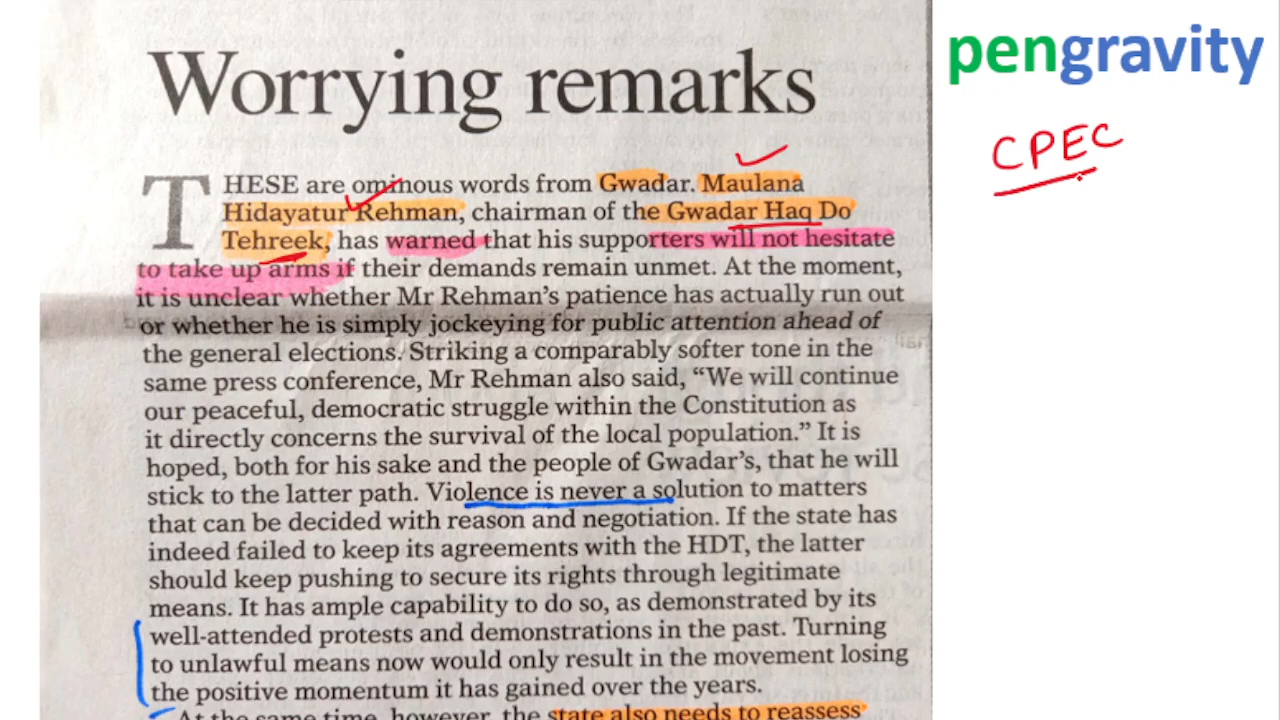 Worrying remarks
pengravity
CPEC
THESE are ominous words from Gwadar. Maulana
Hidayatur Rehman, chairman of the Gwadar Haq Do
Tehreek, has warned that his supporters will not hesitate
to take up arms if their demands remain unmet. At the moment,
it is unclear whether Mr Rehman’s patience has actually run out
or whether he is simply jockeying for public attention ahead of
the general elections. Striking a comparably softer tone in the
same press conference, Mr Rehman also said, “We will continue
our peaceful, democratic struggle within the Constitution as
it directly concerns the survival of the local population.” It is
hoped, both for his sake and the people of Gwadar’s, that he will
stick to the latter path. Violence is never a solution to matters
that can be decided with reason and negotiation. If the state has
indeed failed to keep its agreements with the HDT, the latter
should keep pushing to secure its rights through legitimate
means. It has ample capability to do so, as demonstrated by its
well-attended protests and demonstrations in the past. Turning
to unlawful means now would only result in the movement losing
the positive momentum it has gained over the years.
At the same time, however, the state also needs to reassess